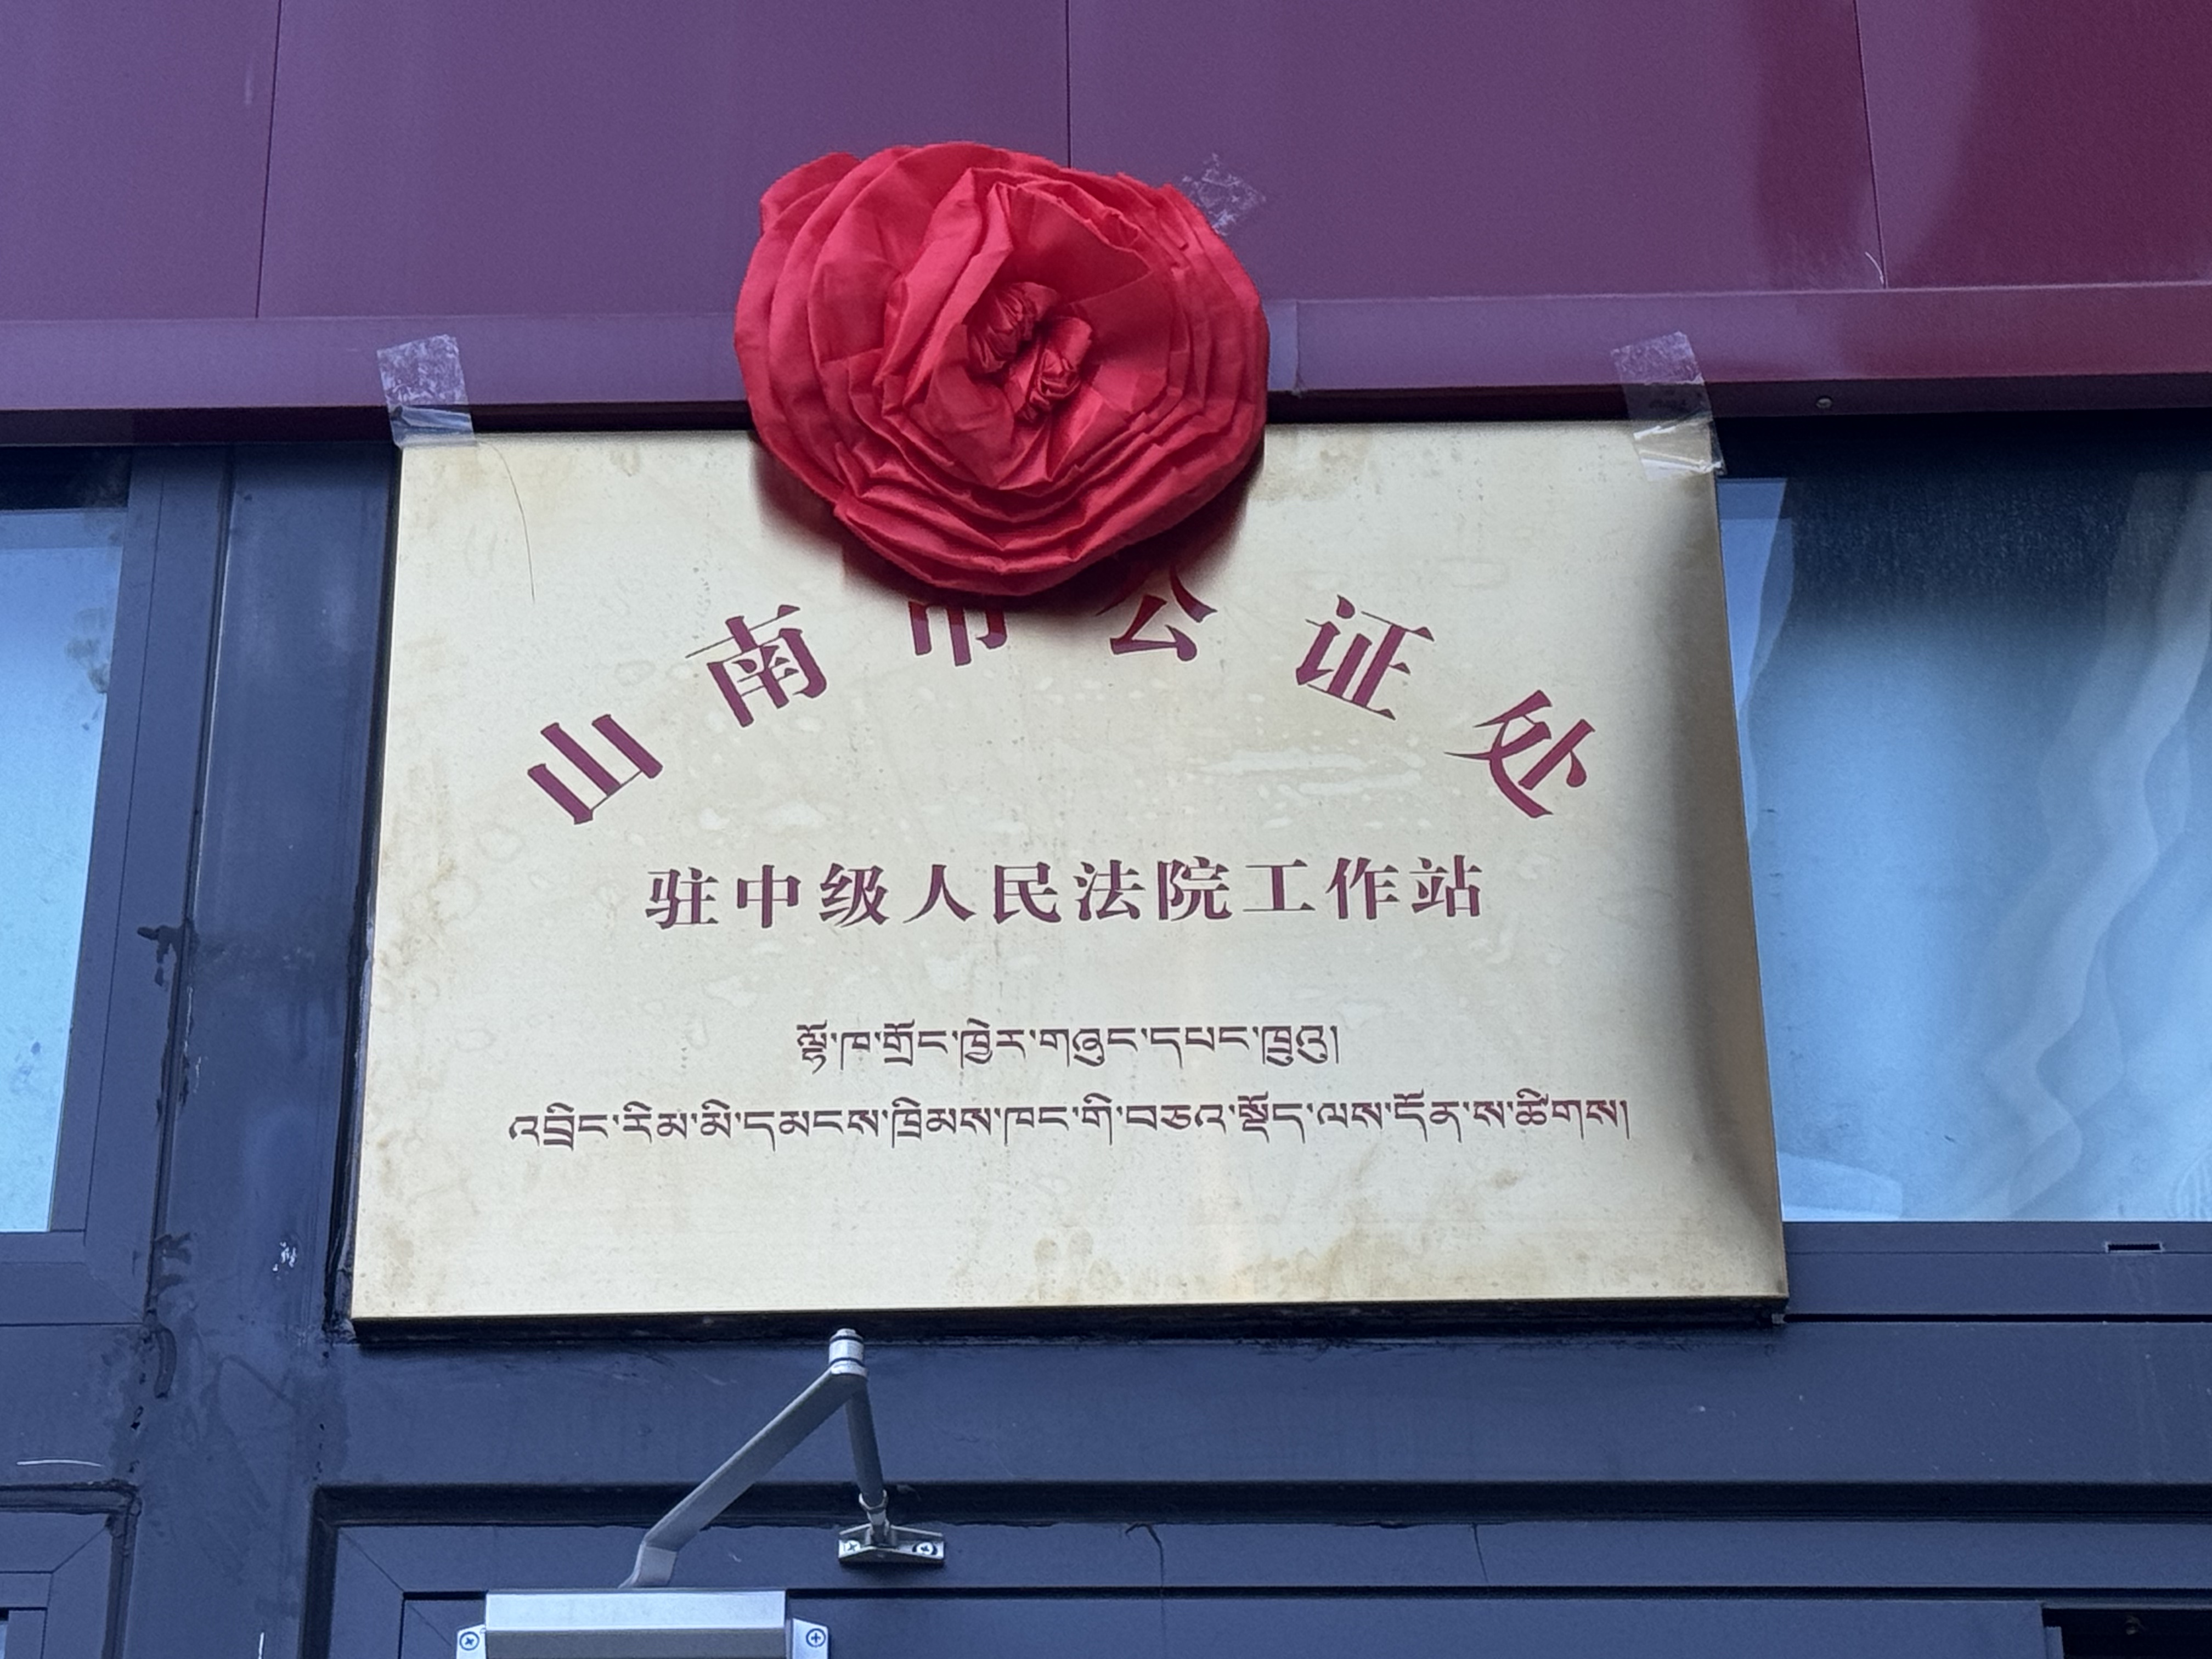 山南市公证处
驻中级人民法院工作站
ལྷོ་ཁ་གྲོང་ཁྱེར་གཞུང་དཔང་ཁྲུའུ།
འབྲིང་རིམ་མི་དམངས་ཁྲིམས་ཁང་གི་བཅའ་སྡོད་ལས་དོན་ས་ཚིགས།